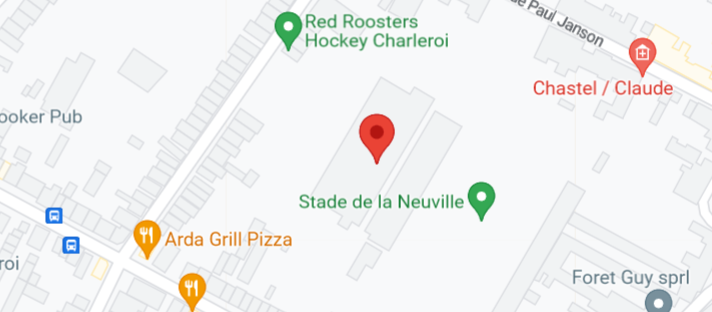 de Paul Janson
Red Roosters
Hockey Charleroi
Chastel / Claude
ooker Pub
Stade de la Neuville
Arda Grill Pizza
roi
Foret Guy sprl